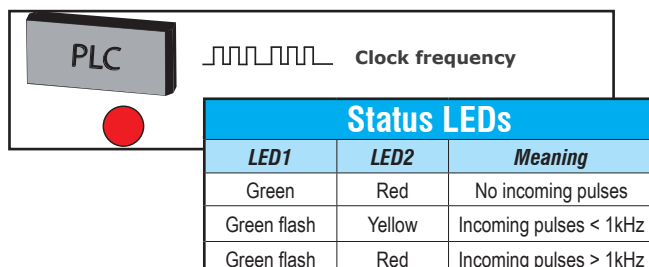 PLC
Clock frequency
Status LEDs
LED1 LED2 Meaning
Green Red No incoming pulses
Green flash Yellow Incoming pulses < 1kHz
Green flash Red Incoming pulses > 1kHz